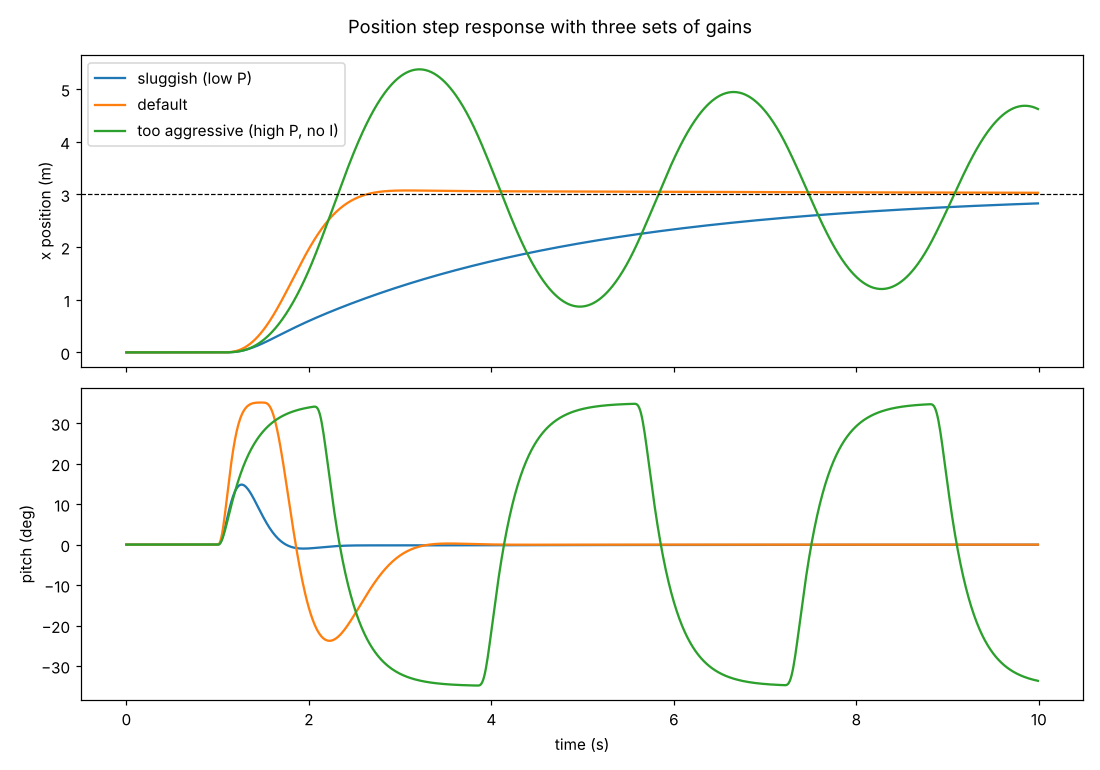 Position step response with three sets of gains
sluggish (low P)
default
too aggressive (high P, no I)
5
4
3
2
1
0
x position (m)
30
20
10
0
−10
−20
−30
pitch (deg)
0
2
4
6
8
10
time (s)